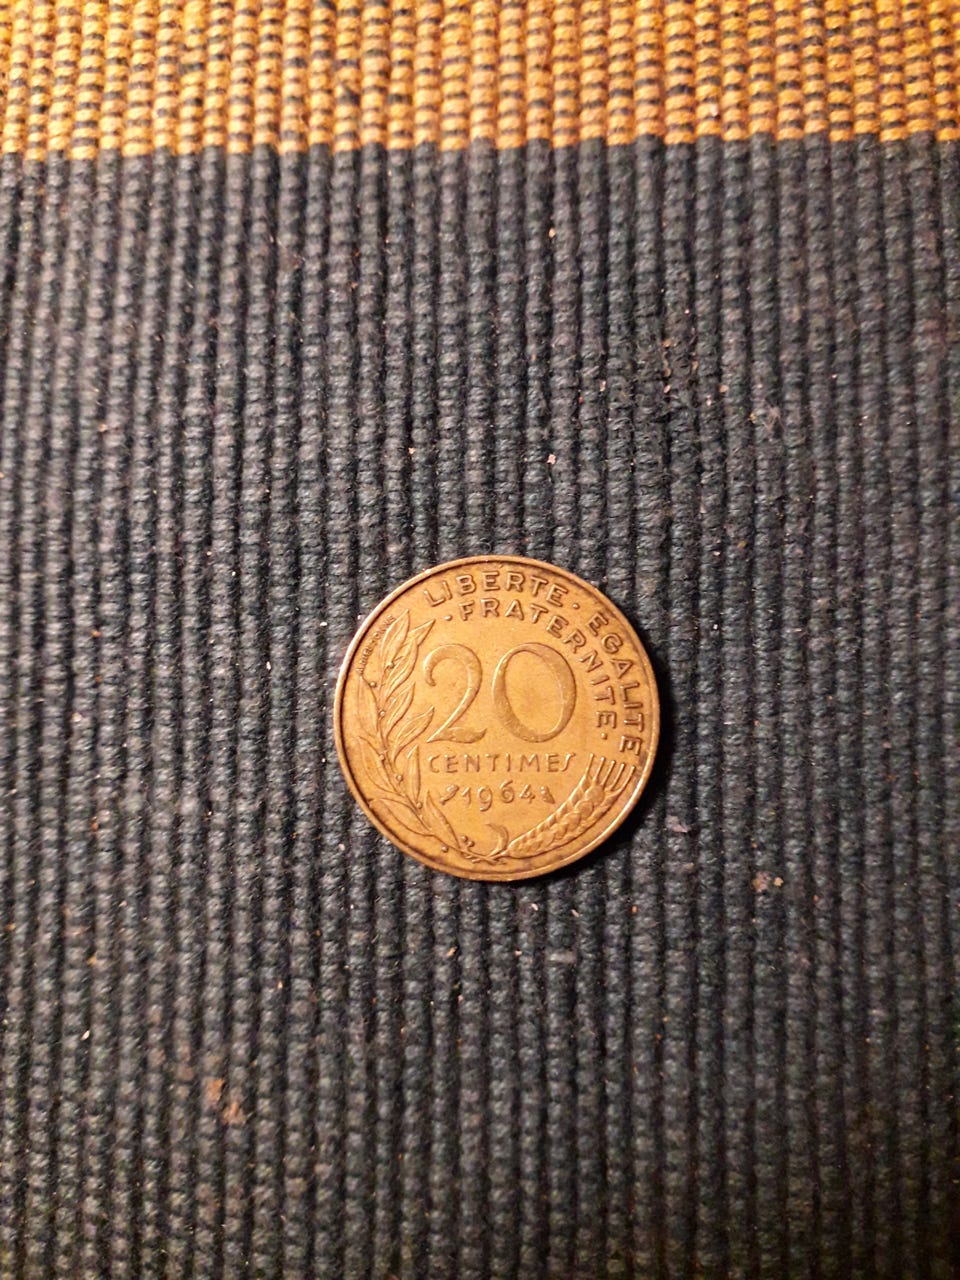 LIBERTE · EGALITE
· FRATERNITE ·
20
CENTIMES
1964